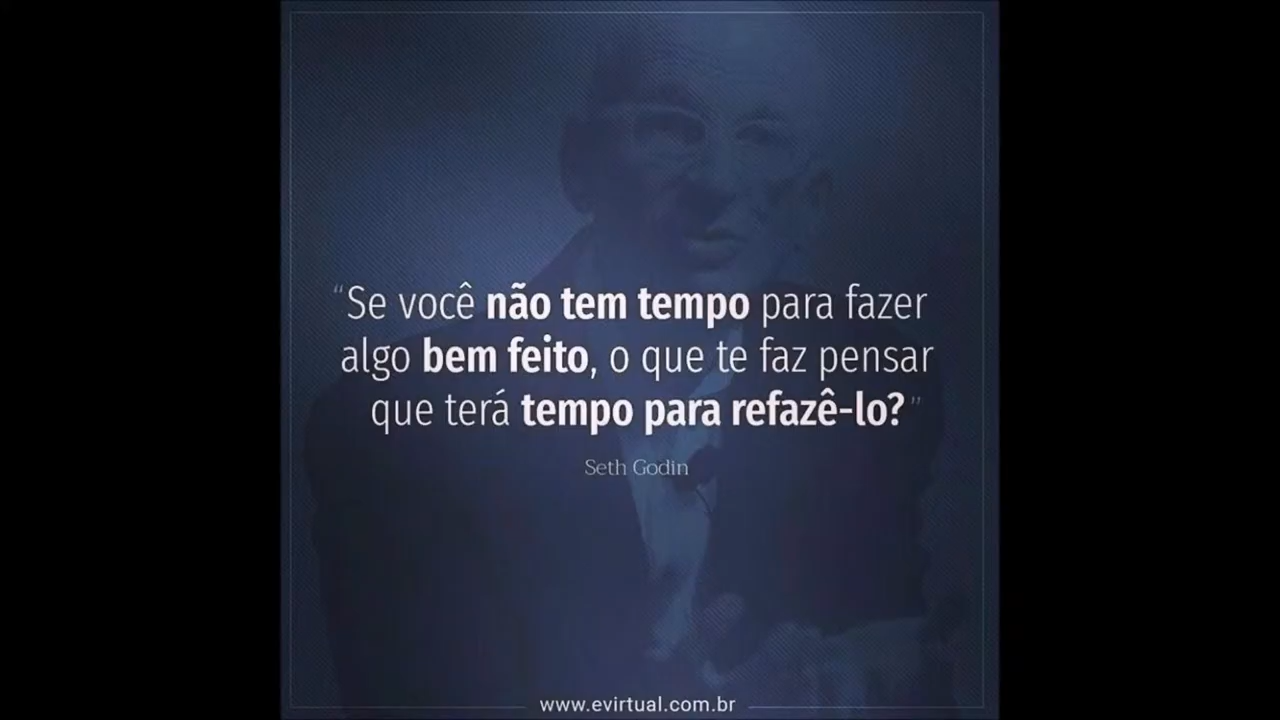 “Se você não tem tempo para fazer
algo bem feito, o que te faz pensar
que terá tempo para refazê-lo?”
Seth Godin
www.evirtual.com.br